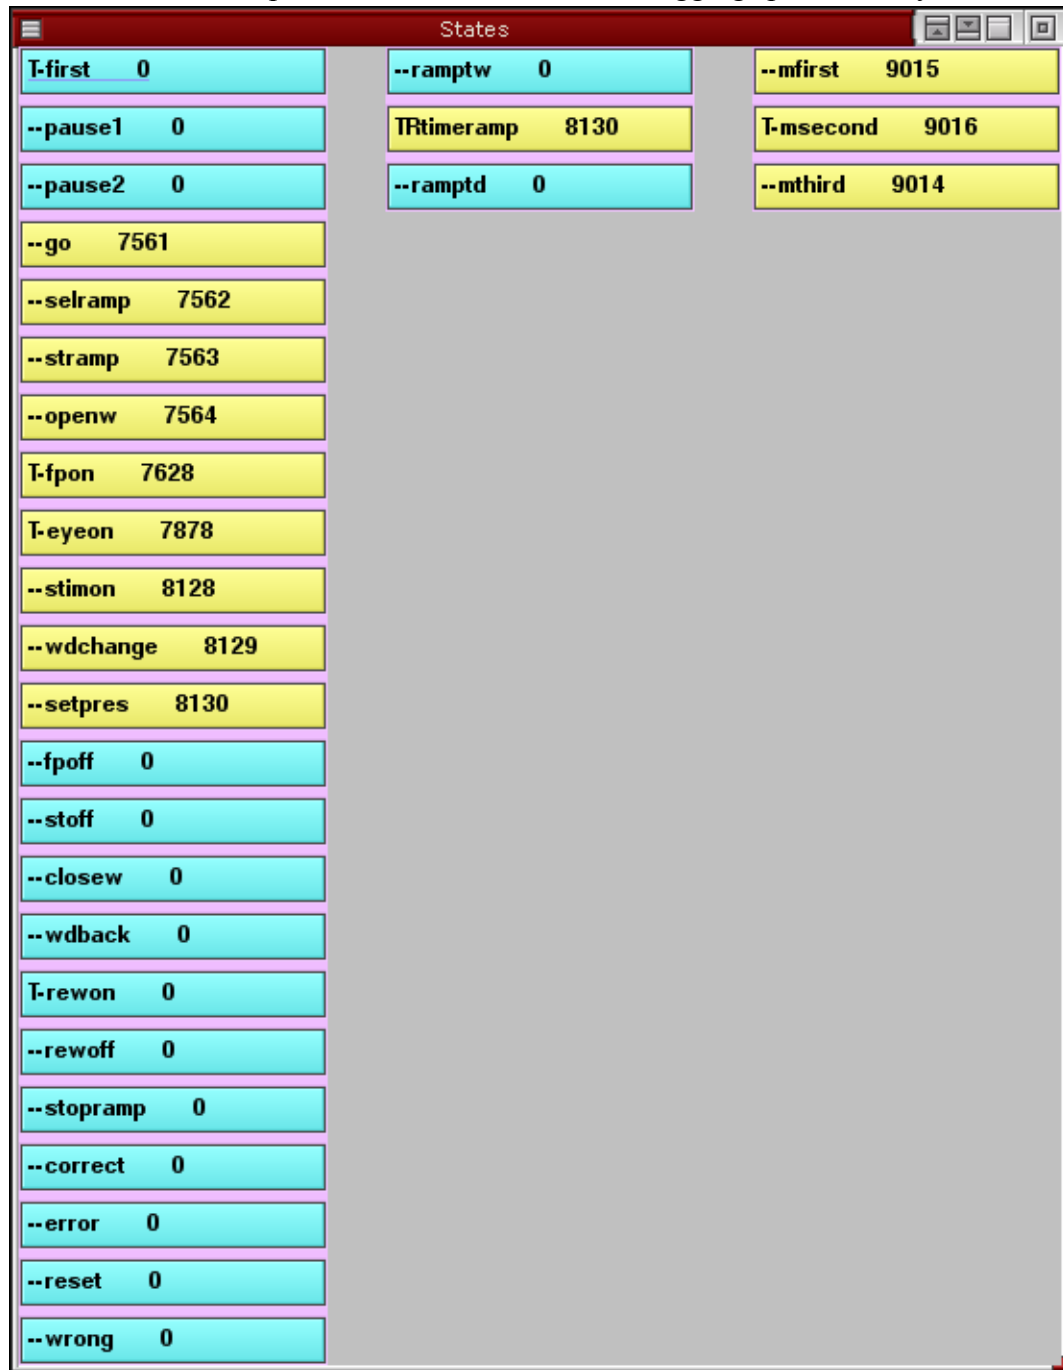 States
T-first 0
--pause1 0
--pause2 0
--go 7561
--selramp 7562
--stramp 7563
--openw 7564
T-fpon 7628
T-eyeon 7878
--stimon 8128
--wdchange 8129
--setpres 8130
--fpoff 0
--stoff 0
--closew 0
--wdback 0
T-rewon 0
--rewoff 0
--stopramp 0
--correct 0
--error 0
--reset 0
--wrong 0
--ramptw 0
TRtimeramp 8130
--ramptd 0
--mfirst 9015
T-msecond 9016
--mthird 9014